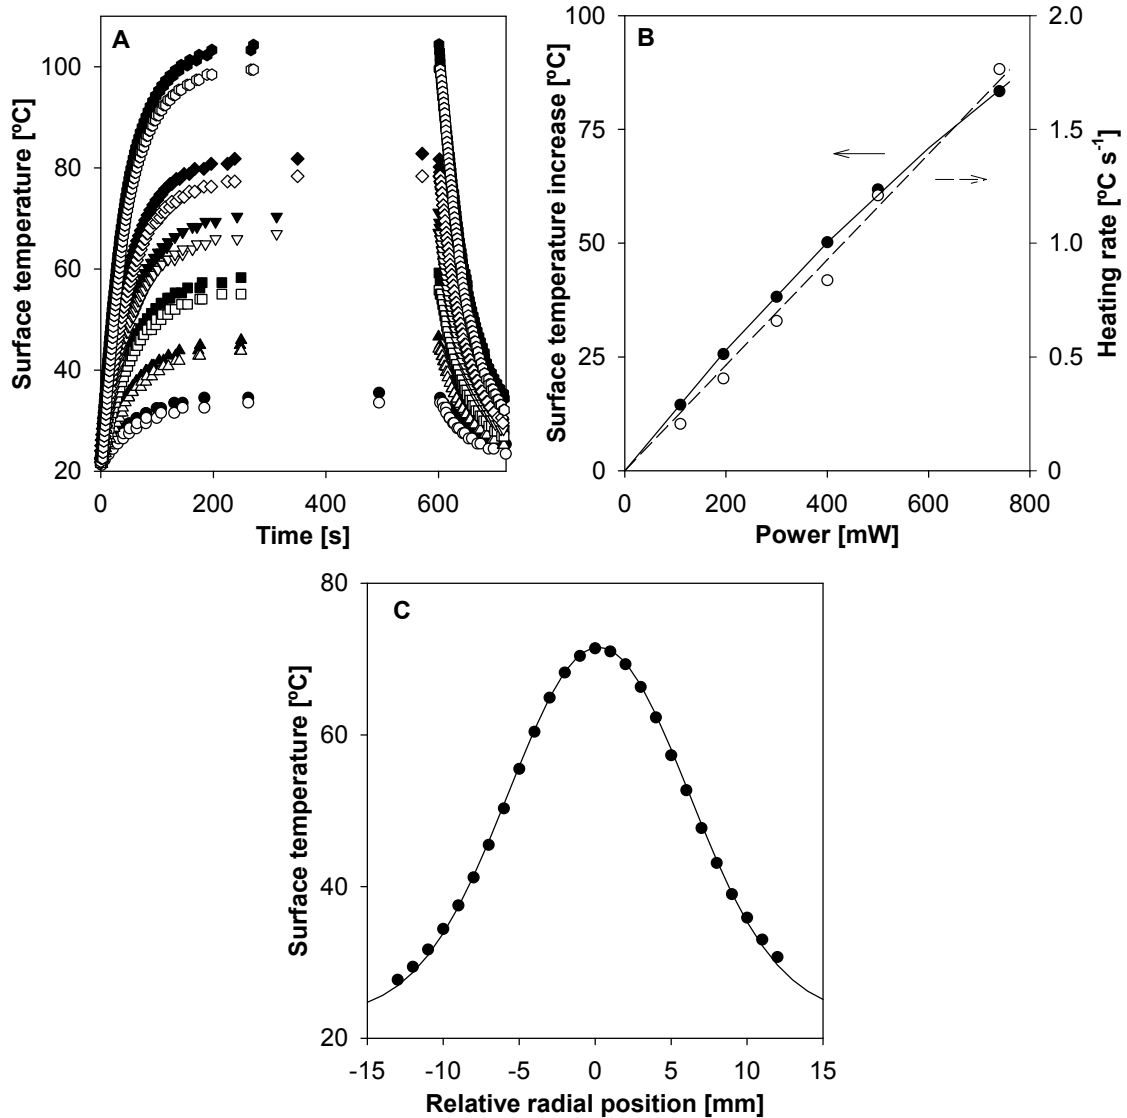 A
Surface temperature [ºC]
100
80
60
40
20
0 200 400 600
Time [s]
B
Surface temperature increase [ºC]
100
75
50
25
0
0 200 400 600 800
Power [mW]
2.0
1.5
1.0
0.5
0
Heating rate [ºC s-1]
C
Surface temperature [ºC]
80
60
40
20
-15 -10 -5 0 5 10 15
Relative radial position [mm]